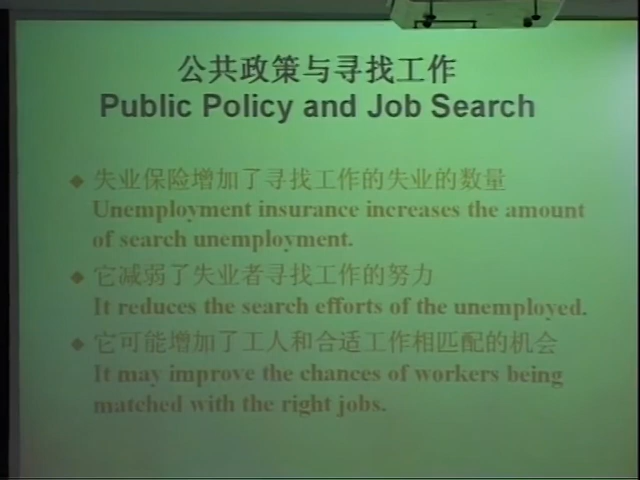 公共政策与寻找工作
Public Policy and Job Search
失业保险增加了寻找工作的失业的数量
Unemployment insurance increases the amount
of search unemployment.
它减弱了失业者寻找工作的努力
It reduces the search efforts of the unemployed.
它可能增加了工人和合适工作相匹配的机会
It may improve the chances of workers being
matched with the right jobs.